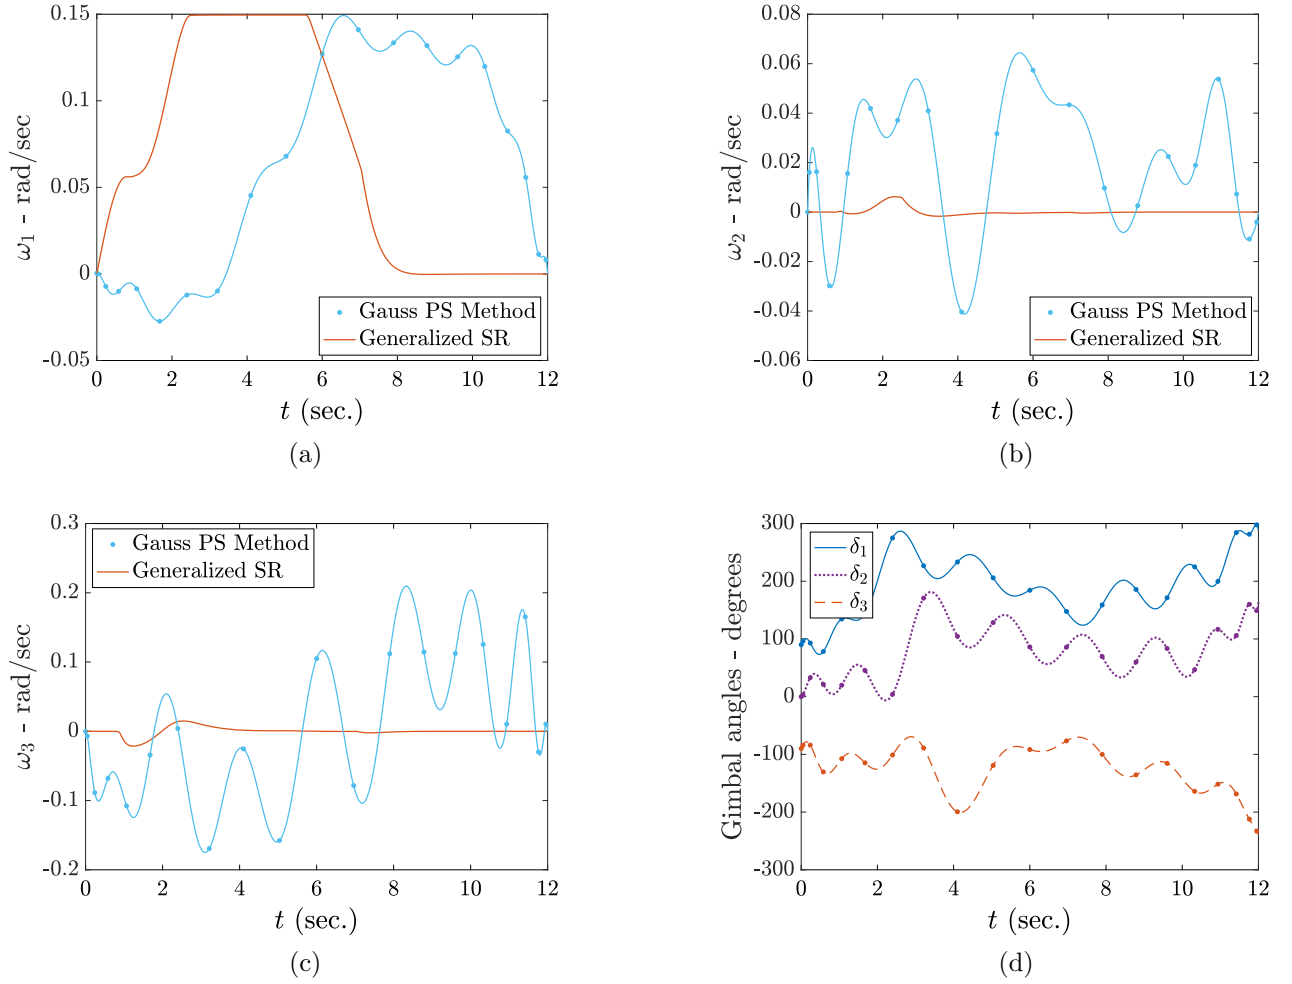 0.15
0.1
0.05
0
-0.05
ω1 - rad/sec
Gauss PS Method
Generalized SR
0 2 4 6 8 10 12
t (sec.)
(a)
0.08
0.06
0.04
0.02
0
-0.02
-0.04
-0.06
ω2 - rad/sec
Gauss PS Method
Generalized SR
0 2 4 6 8 10 12
t (sec.)
(b)
0.3
0.2
0.1
0
-0.1
-0.2
ω3 - rad/sec
Gauss PS Method
Generalized SR
0 2 4 6 8 10 12
t (sec.)
(c)
300
200
100
0
-100
-200
-300
Gimbal angles - degrees
δ1
δ2
δ3
0 2 4 6 8 10 12
t (sec.)
(d)